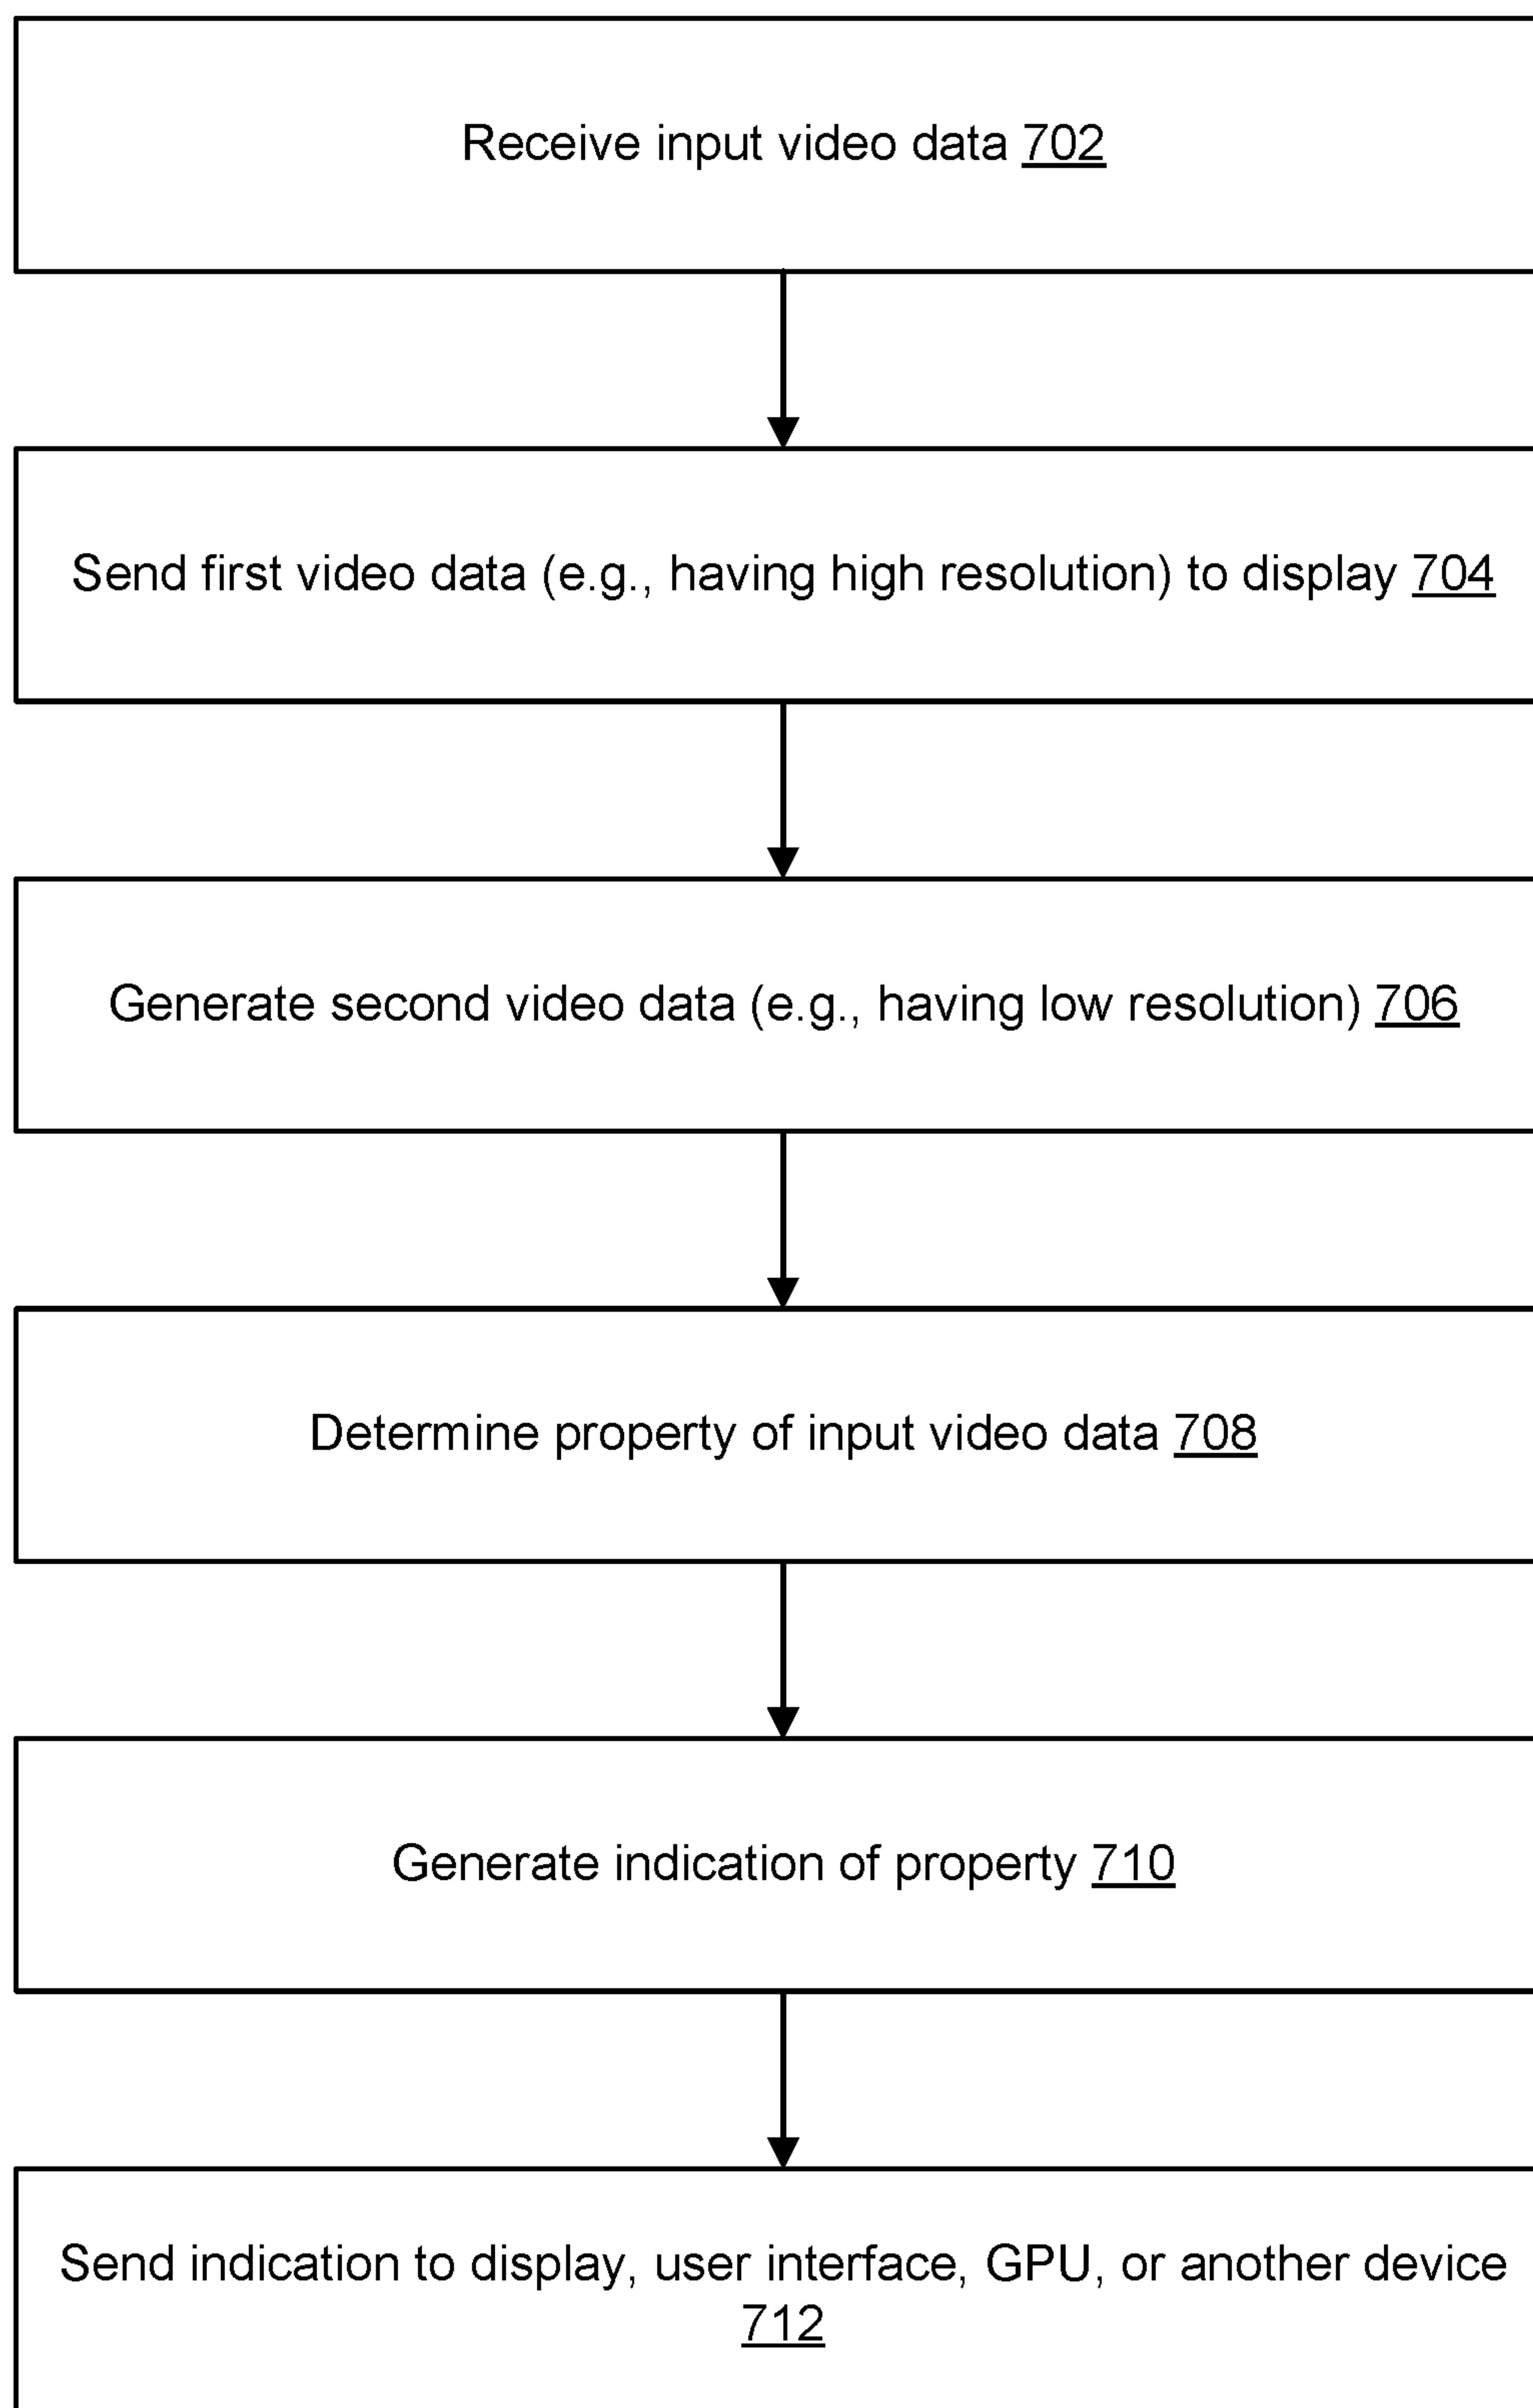 Receive input video data 702
Send first video data (e.g., having high resolution) to display 704
Generate second video data (e.g., having low resolution) 706
Determine property of input video data 708
Generate indication of property 710
Send indication to display, user interface, GPU, or another device
712